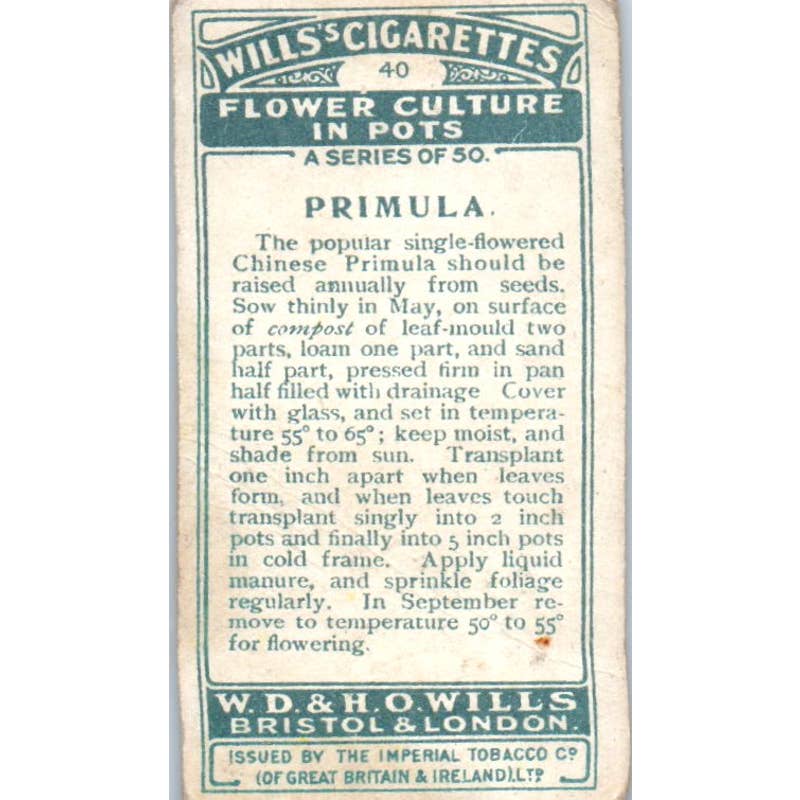 WILLS'S CIGARETTES
40
FLOWER CULTURE
IN POTS
A SERIES OF 50.
PRIMULA.
The popular single-flowered
Chinese Primula should be
raised annually from seeds.
Sow thinly in May, on surface
of compost of leaf-mould two
parts, loam one part, and sand
half part, pressed firm in pan
half filled with drainage Cover
with glass, and set in tempera-
ture 55° to 65°; keep moist, and
shade from sun. Transplant
one inch apart when leaves
form, and when leaves touch
transplant singly into 2 inch
pots and finally into 5 inch pots
in cold frame. Apply liquid
manure, and sprinkle foliage
regularly. In September re-
move to temperature 50° to 55°
for flowering.
W.D. & H.O. WILLS
BRISTOL & LONDON.
ISSUED BY THE IMPERIAL TOBACCO CO
(OF GREAT BRITAIN & IRELAND), LTD